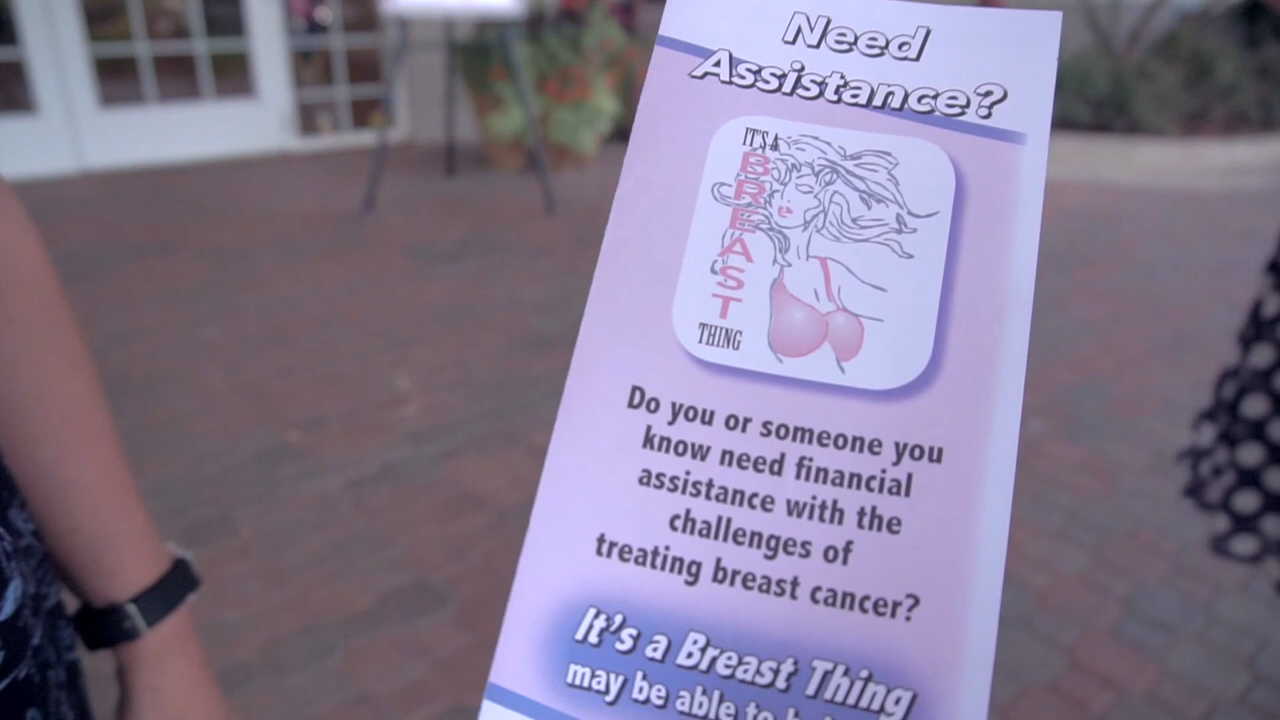 Need
Assistance?
IT'S A
BREAST
THING
Do you or someone you
know need financial
assistance with the
challenges of
treating breast cancer?
It's a Breast Thing
may be able to